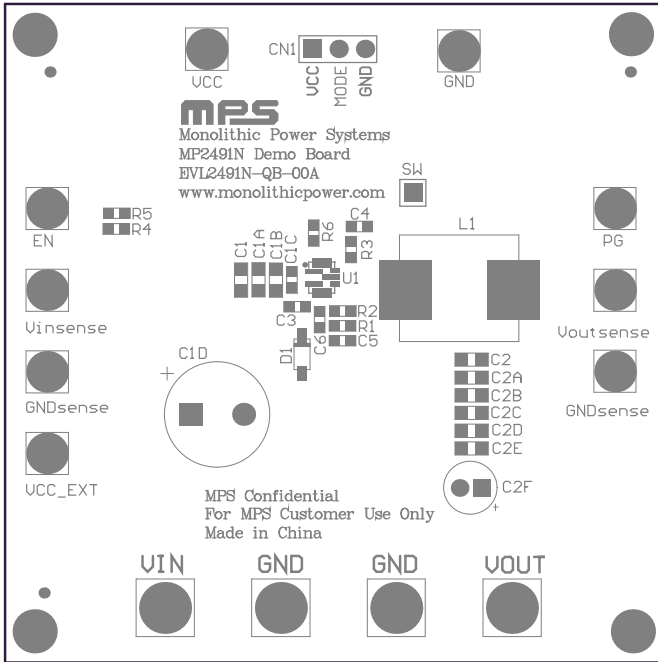 VCC
CN1
VCC
MODE
GND
GND
MPS
Monolithic Power Systems
MP2491N Demo Board
EVL2491N-QB-00A
www.monolithicpower.com
SW
EN
R5
R4
C1
C1A
C1B
C1C
R6
C4
R3
U1
L1
PG
Vinsense
C3
C6
R2
R1
C5
Voutsense
C1D
+
D1
GNDsense
C2
C2A
C2B
C2C
C2D
C2E
C2F
+
GNDsense
VCC_EXT
MPS Confidential
For MPS Customer Use Only
Made in China
VIN
GND
GND
VOUT